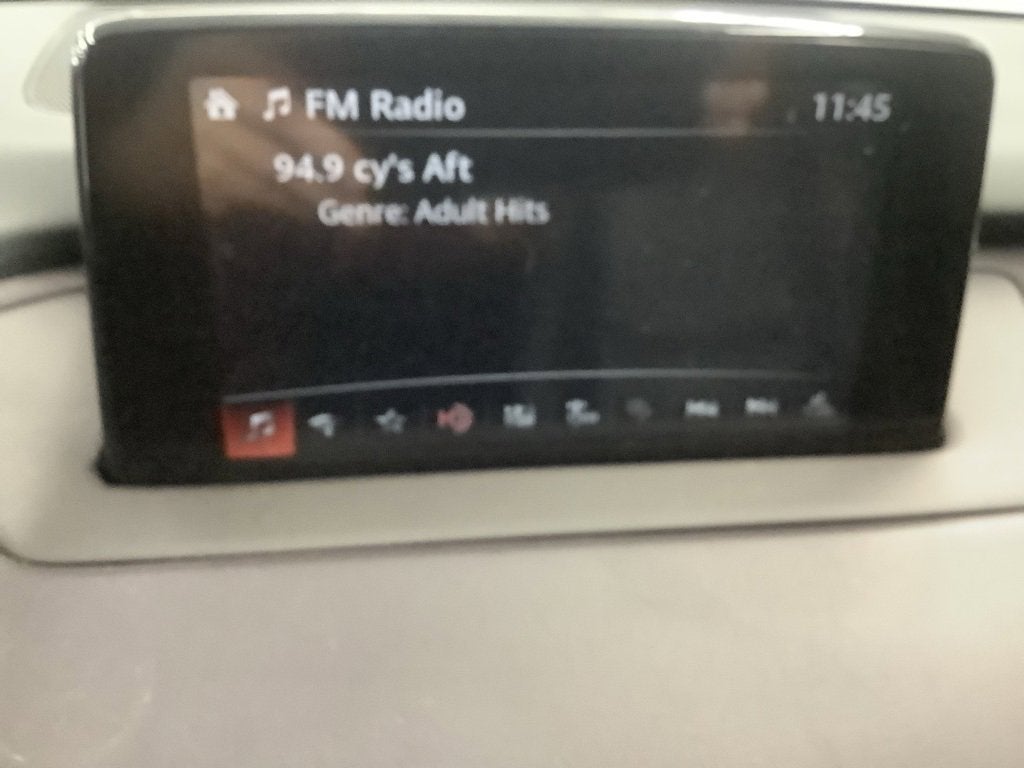 FM Radio 11:45
94.9 cy's Aft
Genre: Adult Hits